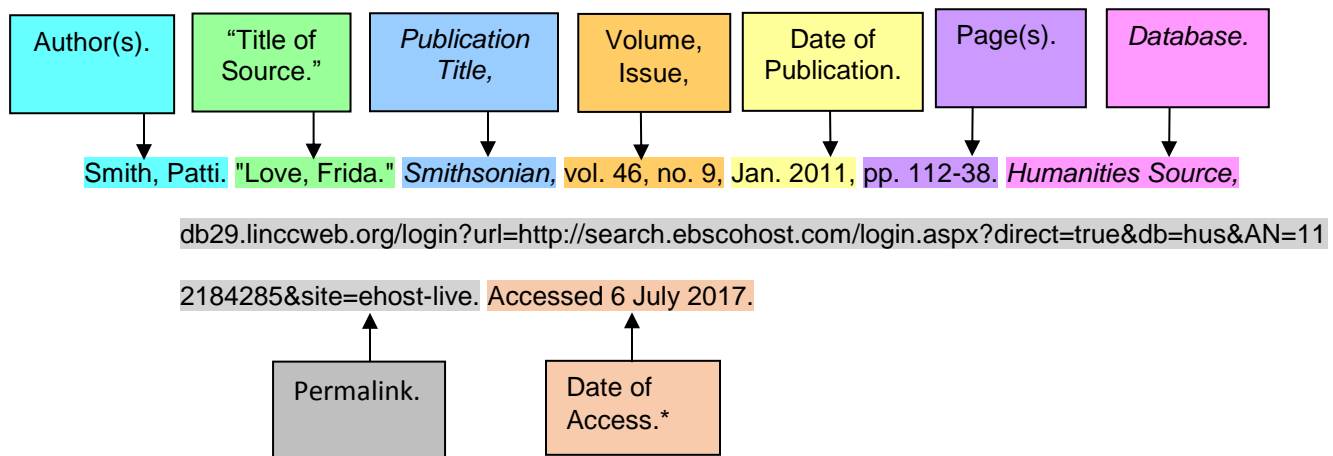 Author(s).
“Title of
Source.”
Publication
Title,
Volume,
Issue,
Date of
Publication.
Page(s).
Database.
Smith, Patti. "Love, Frida." Smithsonian, vol. 46, no. 9, Jan. 2011, pp. 112-38. Humanities Source,
db29.linccweb.org/login?url=http://search.ebscohost.com/login.aspx?direct=true&db=hus&AN=11
2184285&site=ehost-live. Accessed 6 July 2017.
Permalink.
Date of
Access.*